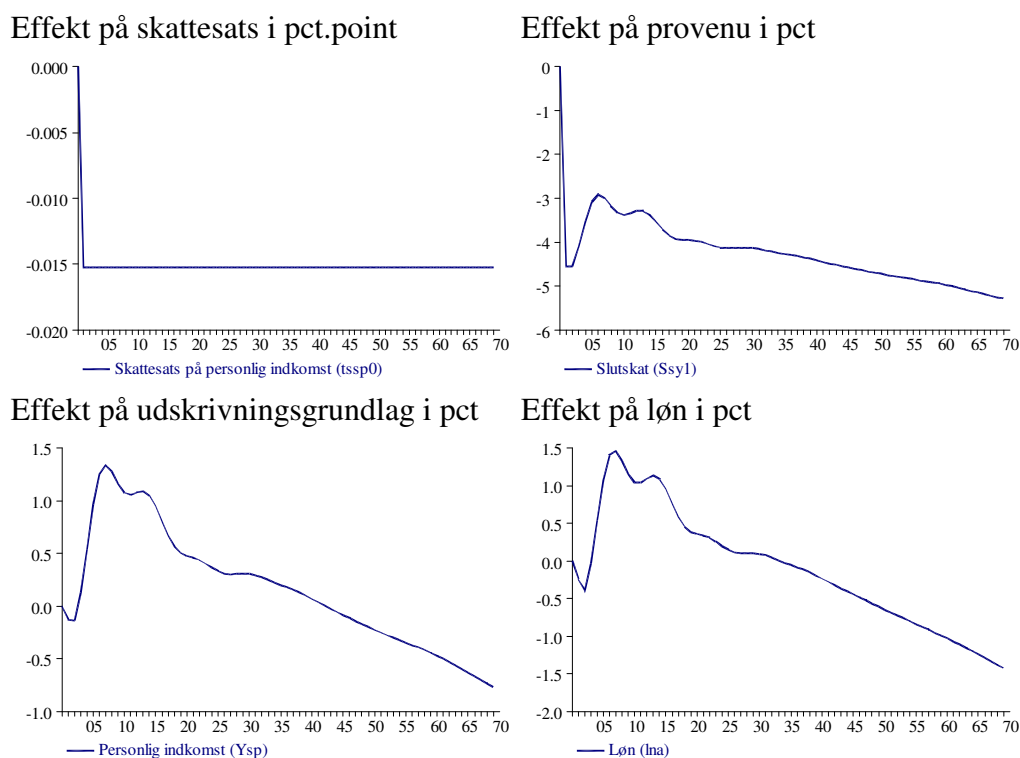 Effekt på skattesats i pct.point
0.000
-0.005
-0.010
-0.015
-0.020
05 10 15 20 25 30 35 40 45 50 55 60 65 70
Skattesats på personlig indkomst (tssp0)
Effekt på provenu i pct
0
-1
-2
-3
-4
-5
-6
05 10 15 20 25 30 35 40 45 50 55 60 65 70
Slutskat (Ssy1)
Effekt på udskrivningsgrundlag i pct
1.5
1.0
0.5
0.0
-0.5
-1.0
05 10 15 20 25 30 35 40 45 50 55 60 65 70
Personlig indkomst (Ysp)
Effekt på løn i pct
1.5
1.0
0.5
0.0
-0.5
-1.0
-1.5
-2.0
05 10 15 20 25 30 35 40 45 50 55 60 65 70
Løn (lna)